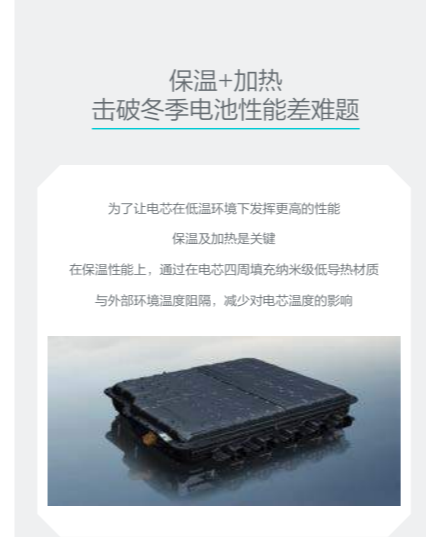 保温+加热
击破冬季电池性能差难题
为了让电芯在低温环境下发挥更高的性能
保温及加热是关键
在保温性能上，通过在电芯四周填充纳米级低导热材质
与外部环境温度阻隔，减少对电芯温度的影响